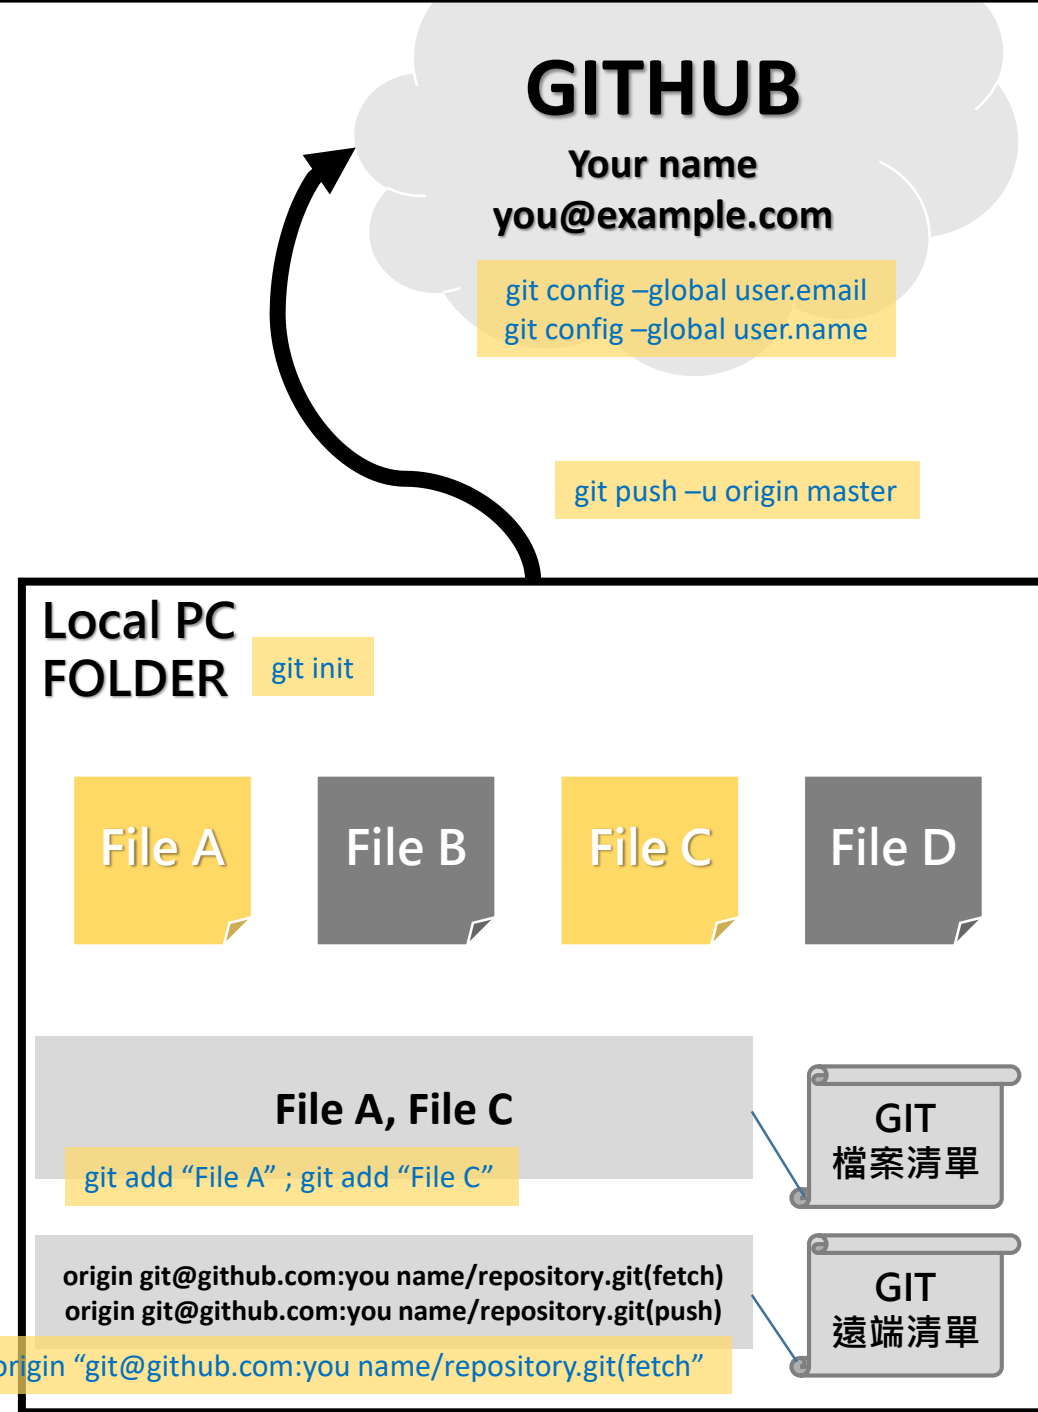 GITHUB
Your name
you@example.com
git config –global user.email
git config –global user.name
git push –u origin master
Local PC
FOLDER
git init
File A
File B
File C
File D
File A, File C
git add “File A” ; git add “File C”
GIT
檔案清單
origin git@github.com:you name/repository.git(fetch)
origin git@github.com:you name/repository.git(push)
origin “git@github.com:you name/repository.git(fetch”
GIT
遠端清單